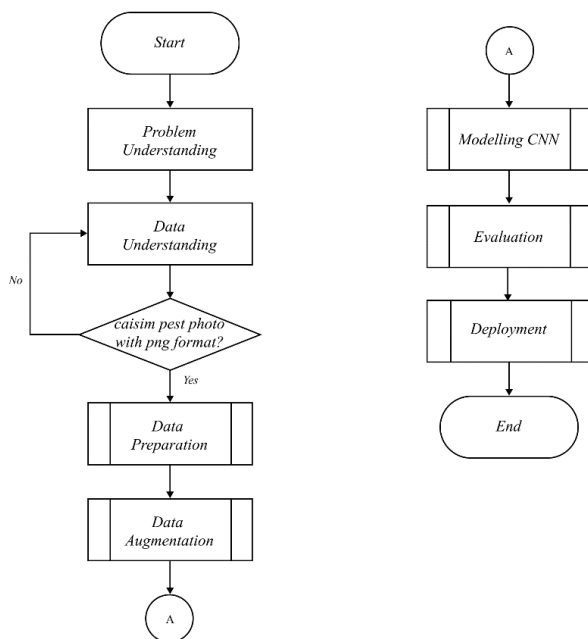 Start
Problem
Understanding
Data
Understanding
No
caisim pest photo
with png format?
Yes
Data
Preparation
Data
Augmentation
A
A
Modelling CNN
Evaluation
Deployment
End